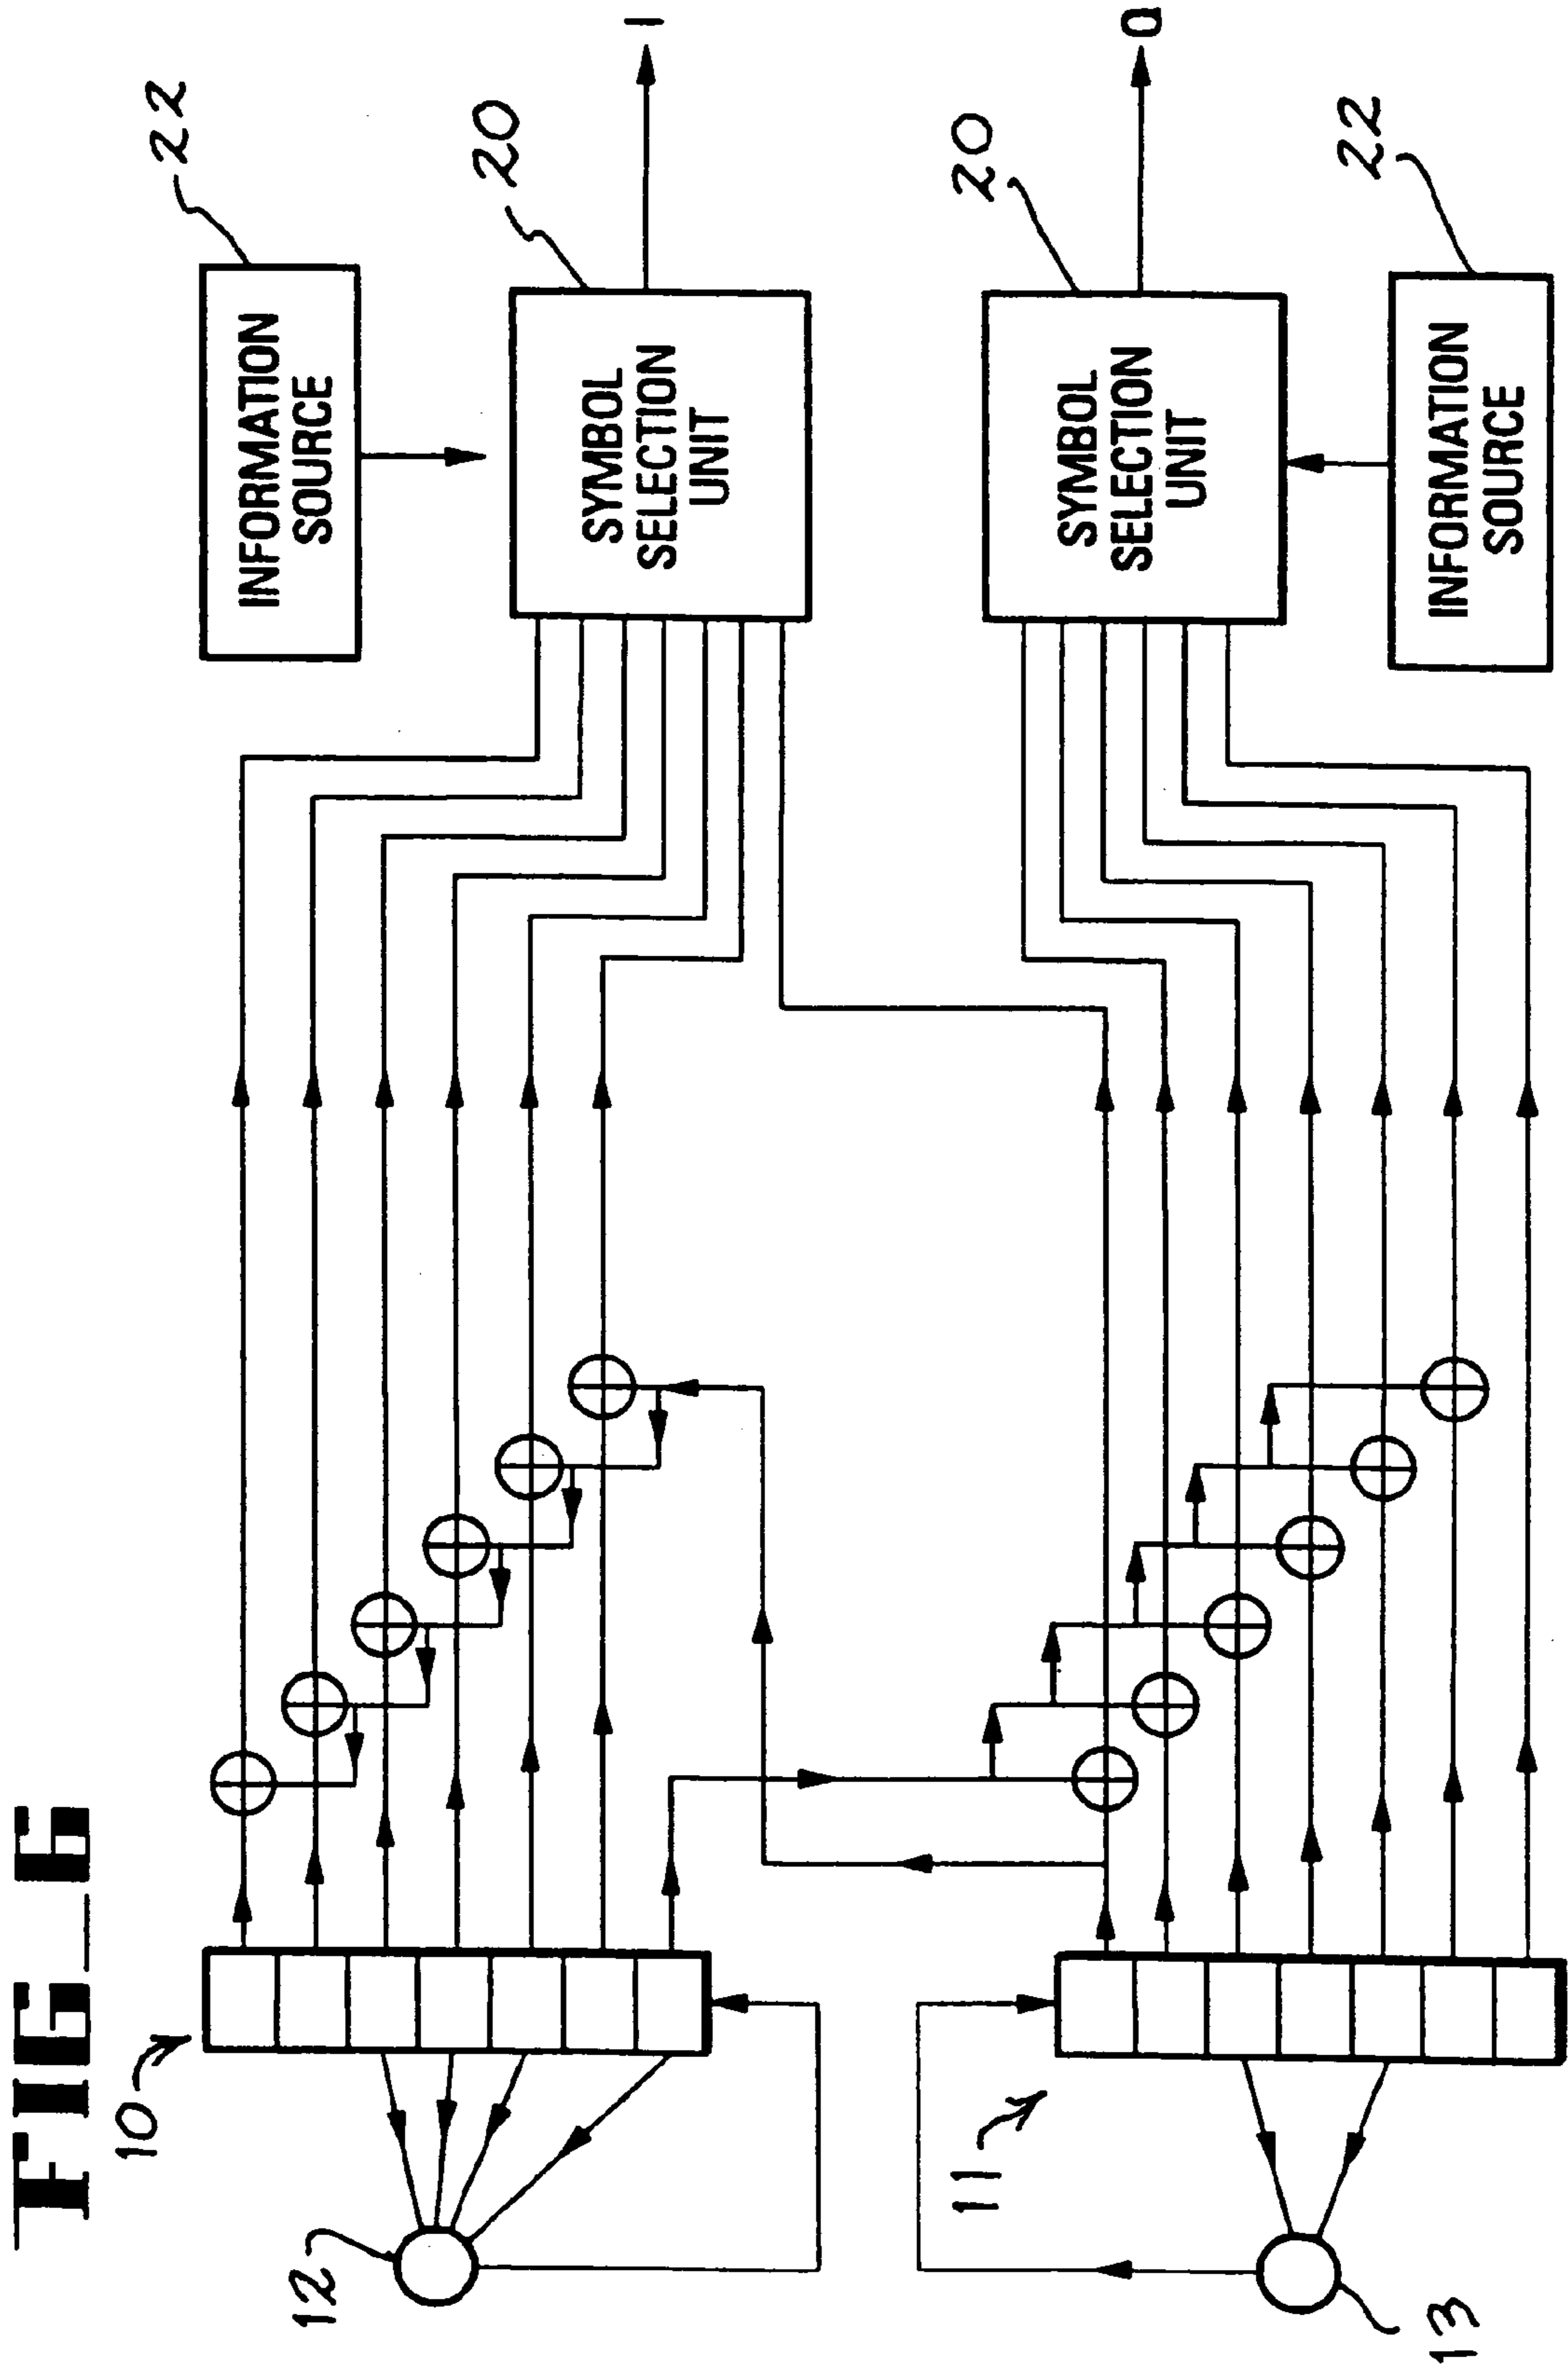 FIG_6
10
12
11
13
INFORMATION
SOURCE
22
SYMBOL
SELECTION
UNIT
20
I
SYMBOL
SELECTION
UNIT
20
Q
INFORMATION
SOURCE
22